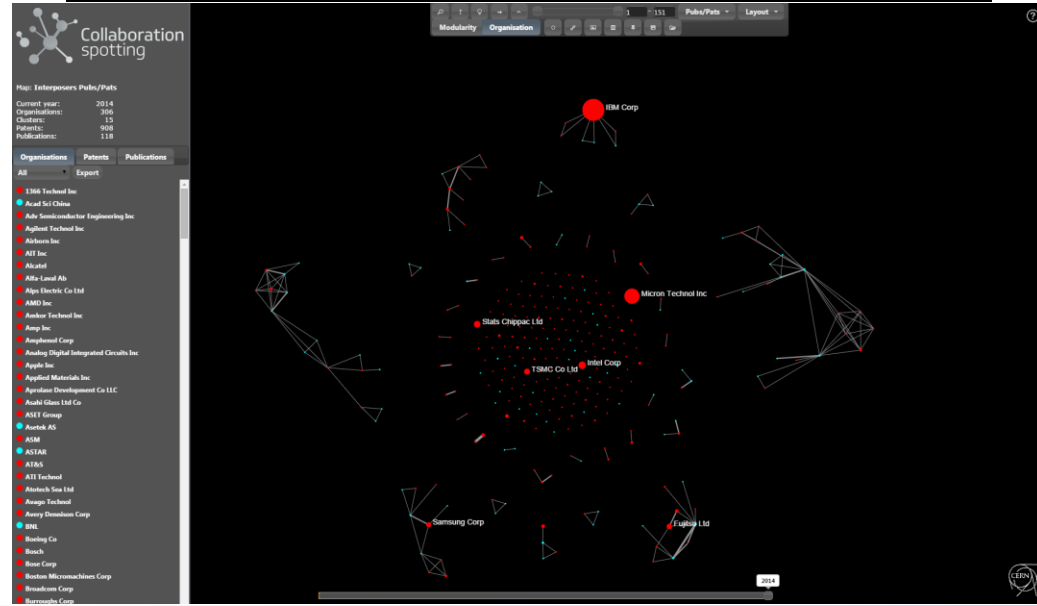 Collaboration
spotting
Map: Interposers Pubs/Pats
Current year: 2014
Organisations: 306
Clusters: 15
Patents: 908
Publications: 118
Organisations Patents Publications
All Export
1366 Technol Inc
Acad Sci China
Adv Semiconductor Engineering Inc
Agilent Technol Inc
Airborn Inc
AIT Inc
Alcatel
Alfa-Laval Ab
Alps Electric Co Ltd
AMD Inc
Amkor Technol Inc
Amp Inc
Amphenol Corp
Analog Digital Integrated Circuits Inc
Apple Inc
Applied Materials Inc
Aprolase Development Co LLC
Asahi Glass Ltd Co
ASET Group
Asetek AS
ASM
ASTAR
AT&S
ATI Technol
Atotech Sea Ltd
Avago Technol
Avery Dennison Corp
BNL
Boeing Co
Bosch
Bose Corp
Boston Micromachines Corp
Broadcom Corp
Burroughs Corp
1 - 151 Pubs/Pats Layout
Modularity Organisation
?
IBM Corp
Micron Technol Inc
Stats Chippac Ltd
Intel Corp
TSMC Co Ltd
Samsung Corp
Fujitsu Ltd
2014
CERN